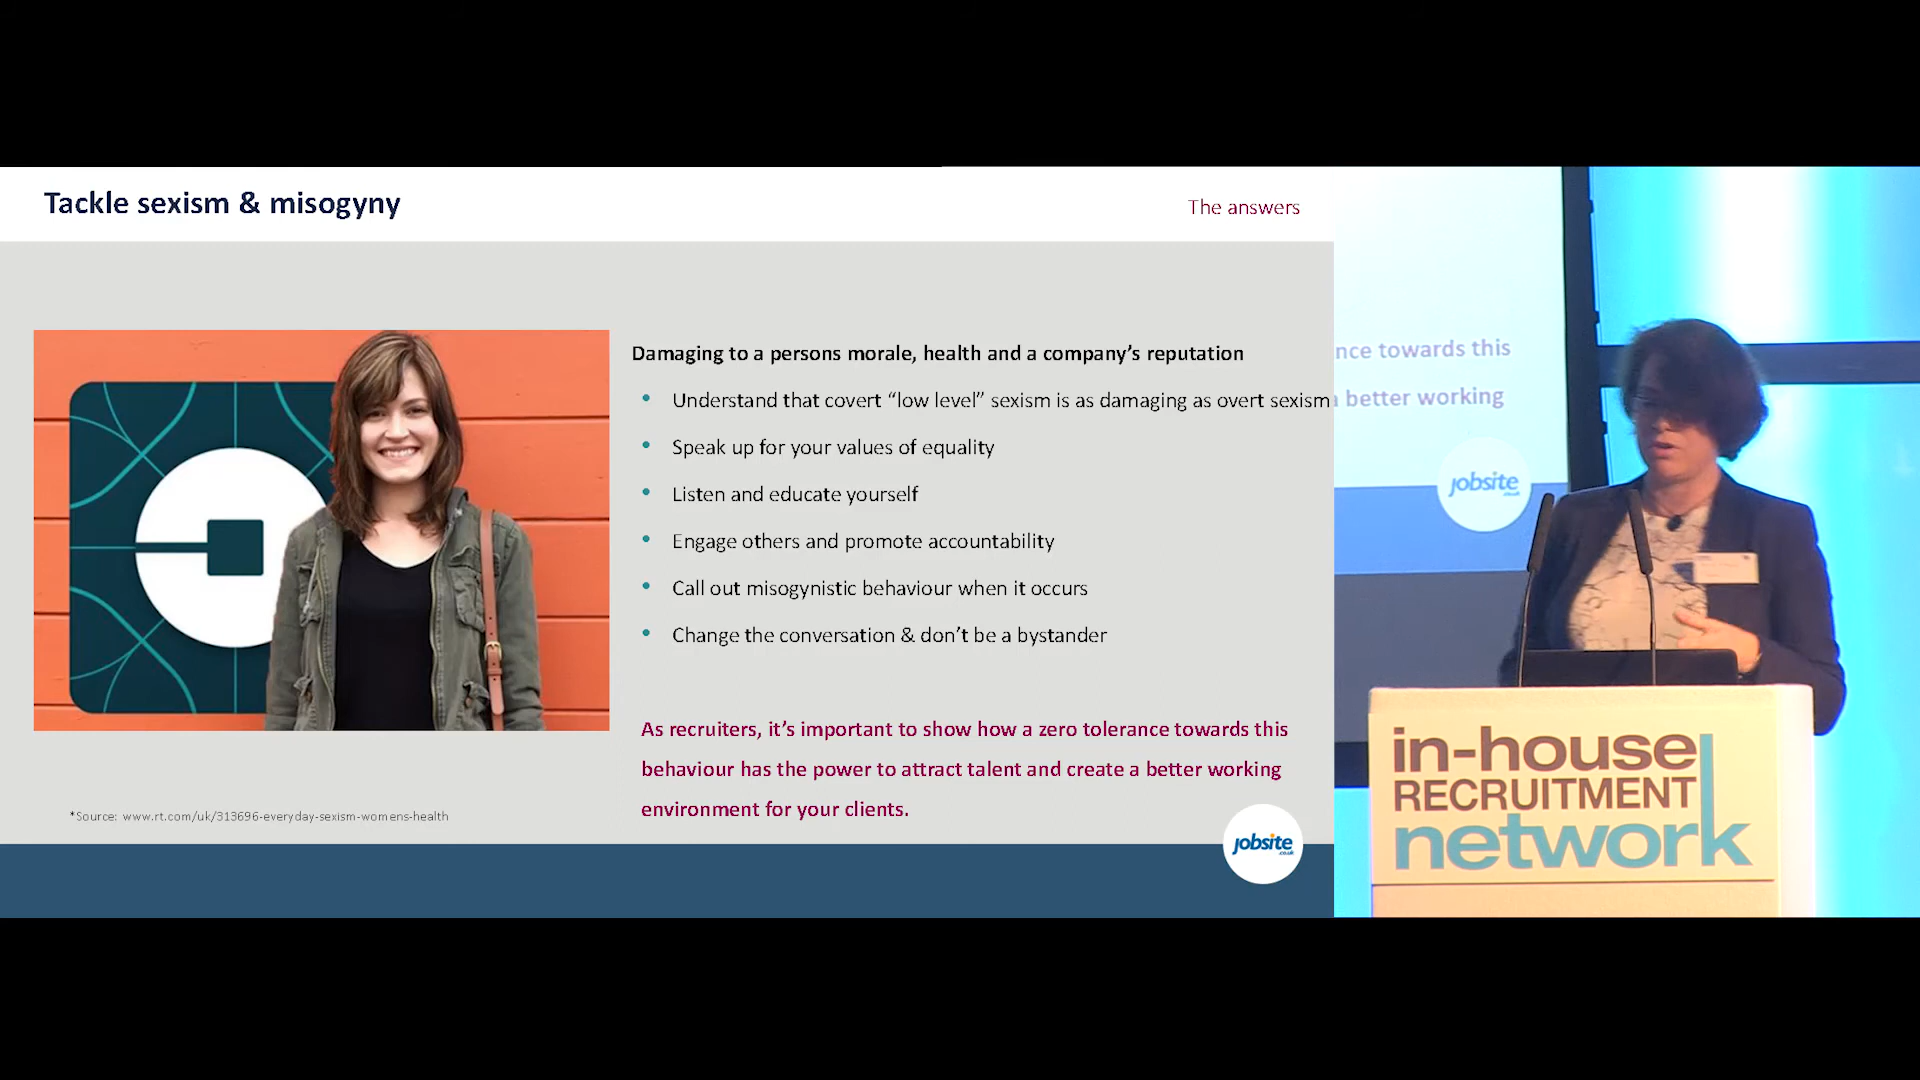 Tackle sexism & misogyny
The answers
Damaging to a persons morale, health and a company’s reputation
• Understand that covert “low level” sexism is as damaging as overt sexism
• Speak up for your values of equality
• Listen and educate yourself
• Engage others and promote accountability
• Call out misogynistic behaviour when it occurs
• Change the conversation & don’t be a bystander
As recruiters, it’s important to show how a zero tolerance towards this
behaviour has the power to attract talent and create a better working
environment for your clients.
*Source: www.rt.com/uk/313696-everyday-sexism-womens-health
jobsite
.co.uk
nce towards this
better working
jobsite
in-house
RECRUITMENT
network